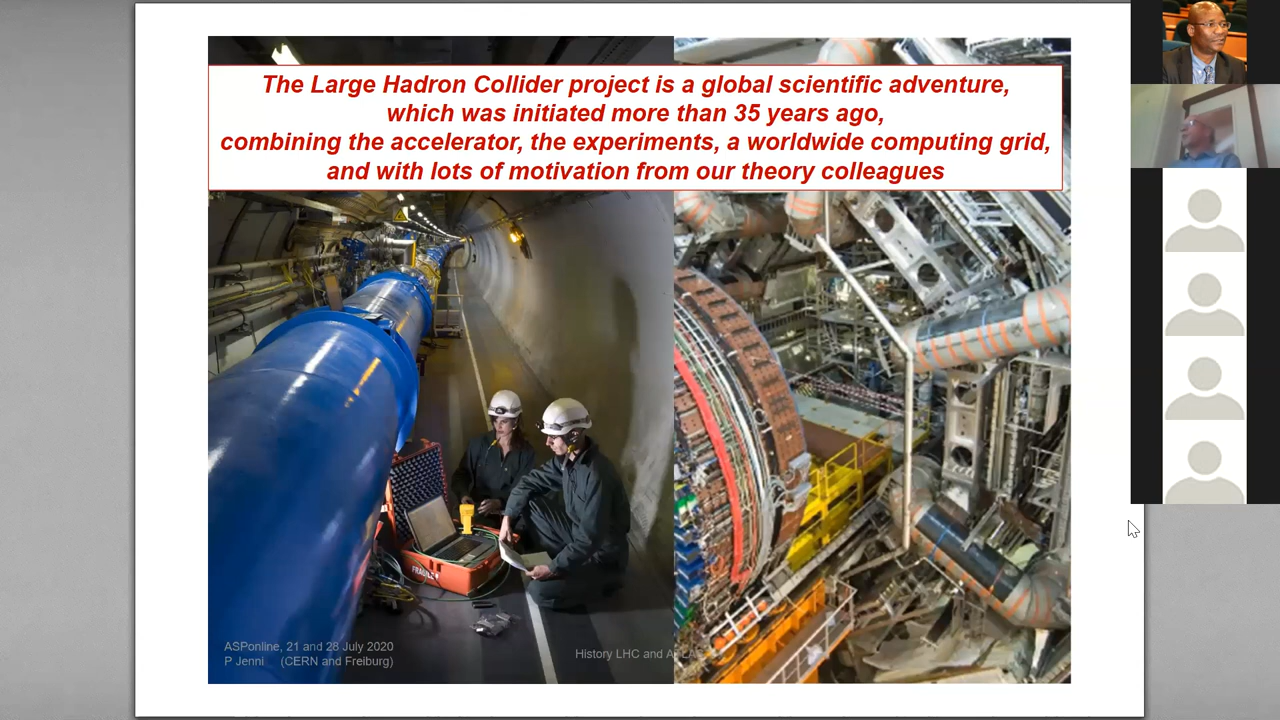 The Large Hadron Collider project is a global scientific adventure,
which was initiated more than 35 years ago,
combining the accelerator, the experiments, a worldwide computing grid,
and with lots of motivation from our theory colleagues
FRAGILE
ASPonline, 21 and 28 July 2020
P Jenni (CERN and Freiburg)
History LHC and ATLAS